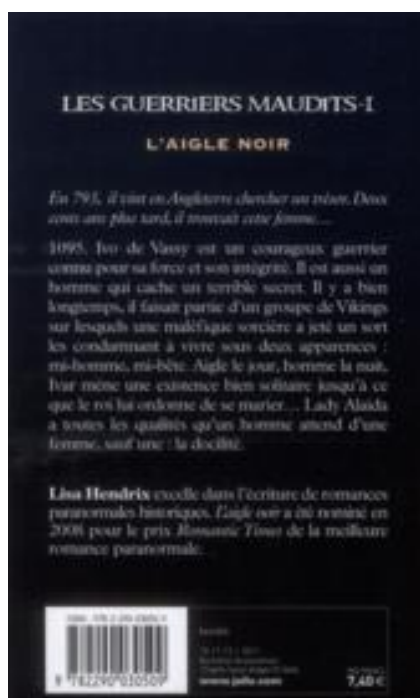 LES GUERRIERS MAUDITS-I
L'AIGLE NOIR
En 793, il vint en Angleterre chercher un trésor. Deux
cents ans plus tard, il trouvait cette femme…
1095. Ivo de Vassy est un courageux guerrier
connu pour sa force et son intégrité. Il est aussi un
homme qui cache un terrible secret. Il y a bien
longtemps, il faisait partie d'un groupe de Vikings
sur lesquels une maléfique sorcière a jeté un sort
les condamnant à vivre sous deux apparences :
mi-homme, mi-bête. Aigle le jour, homme la nuit,
Ivar mène une existence bien solitaire jusqu'à ce
que le roi lui ordonne de se marier… Lady Alaida
a toutes les qualités qu'un homme attend d'une
femme, sauf une : la docilité.
Lisa Hendrix excelle dans l'écriture de romances
paranormales historiques. L'aigle noir a été nominé en
2008 pour le prix Romantic Times de la meilleure
romance paranormale.
www.jailu.com
7,40 €